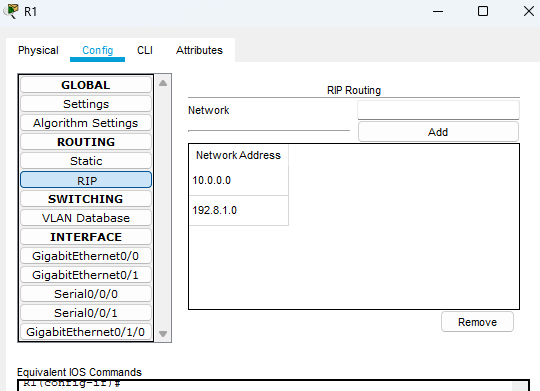 R1
Physical Config CLI Attributes
GLOBAL
Settings
Algorithm Settings
ROUTING
Static
RIP
SWITCHING
VLAN Database
INTERFACE
GigabitEthernet0/0
GigabitEthernet0/1
Serial0/0/0
Serial0/0/1
GigabitEthernet0/1/0
RIP Routing
Network
Add
Network Address
10.0.0.0
192.8.1.0
Remove
Equivalent IOS Commands
R1(config-if)#